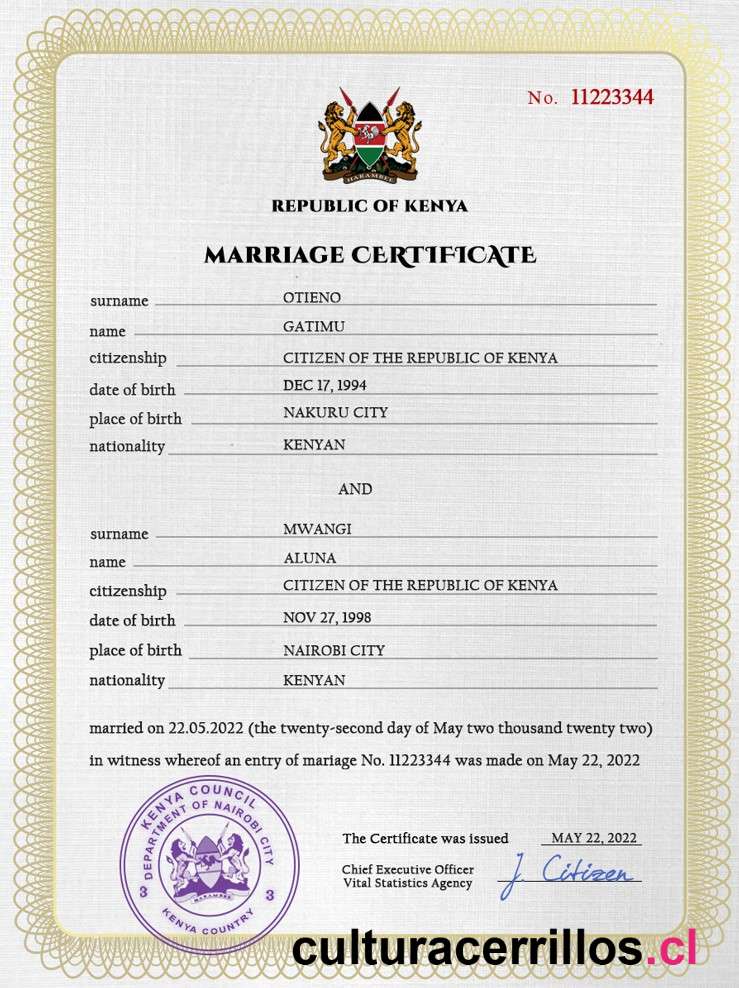 No. 11223344
HARAMBEE
REPUBLIC OF KENYA
MARRIAGE CERTIFICATE
surname OTIENO
name GATIMU
citizenship CITIZEN OF THE REPUBLIC OF KENYA
date of birth DEC 17, 1994
place of birth NAKURU CITY
nationality KENYAN
AND
surname MWANGI
name ALUNA
citizenship CITIZEN OF THE REPUBLIC OF KENYA
date of birth NOV 27, 1998
place of birth NAIROBI CITY
nationality KENYAN
married on 22.05.2022 (the twenty-second day of May two thousand twenty two)
in witness whereof an entry of mariage No. 11223344 was made on May 22, 2022
KENYA COUNCIL
DEPARTMENT OF NAIROBI CITY
HARAMBEE
3 3
KENYA COUNTRY
The Certificate was issued MAY 22, 2022
Chief Executive Officer
Vital Statistics Agency J. Citizen
culturacerrillos.cl